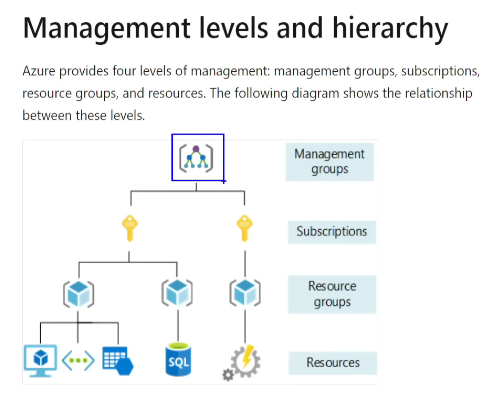 Management levels and hierarchy
Azure provides four levels of management: management groups, subscriptions,
resource groups, and resources. The following diagram shows the relationship
between these levels.
Management
groups
Subscriptions
Resource
groups
SQL
Resources